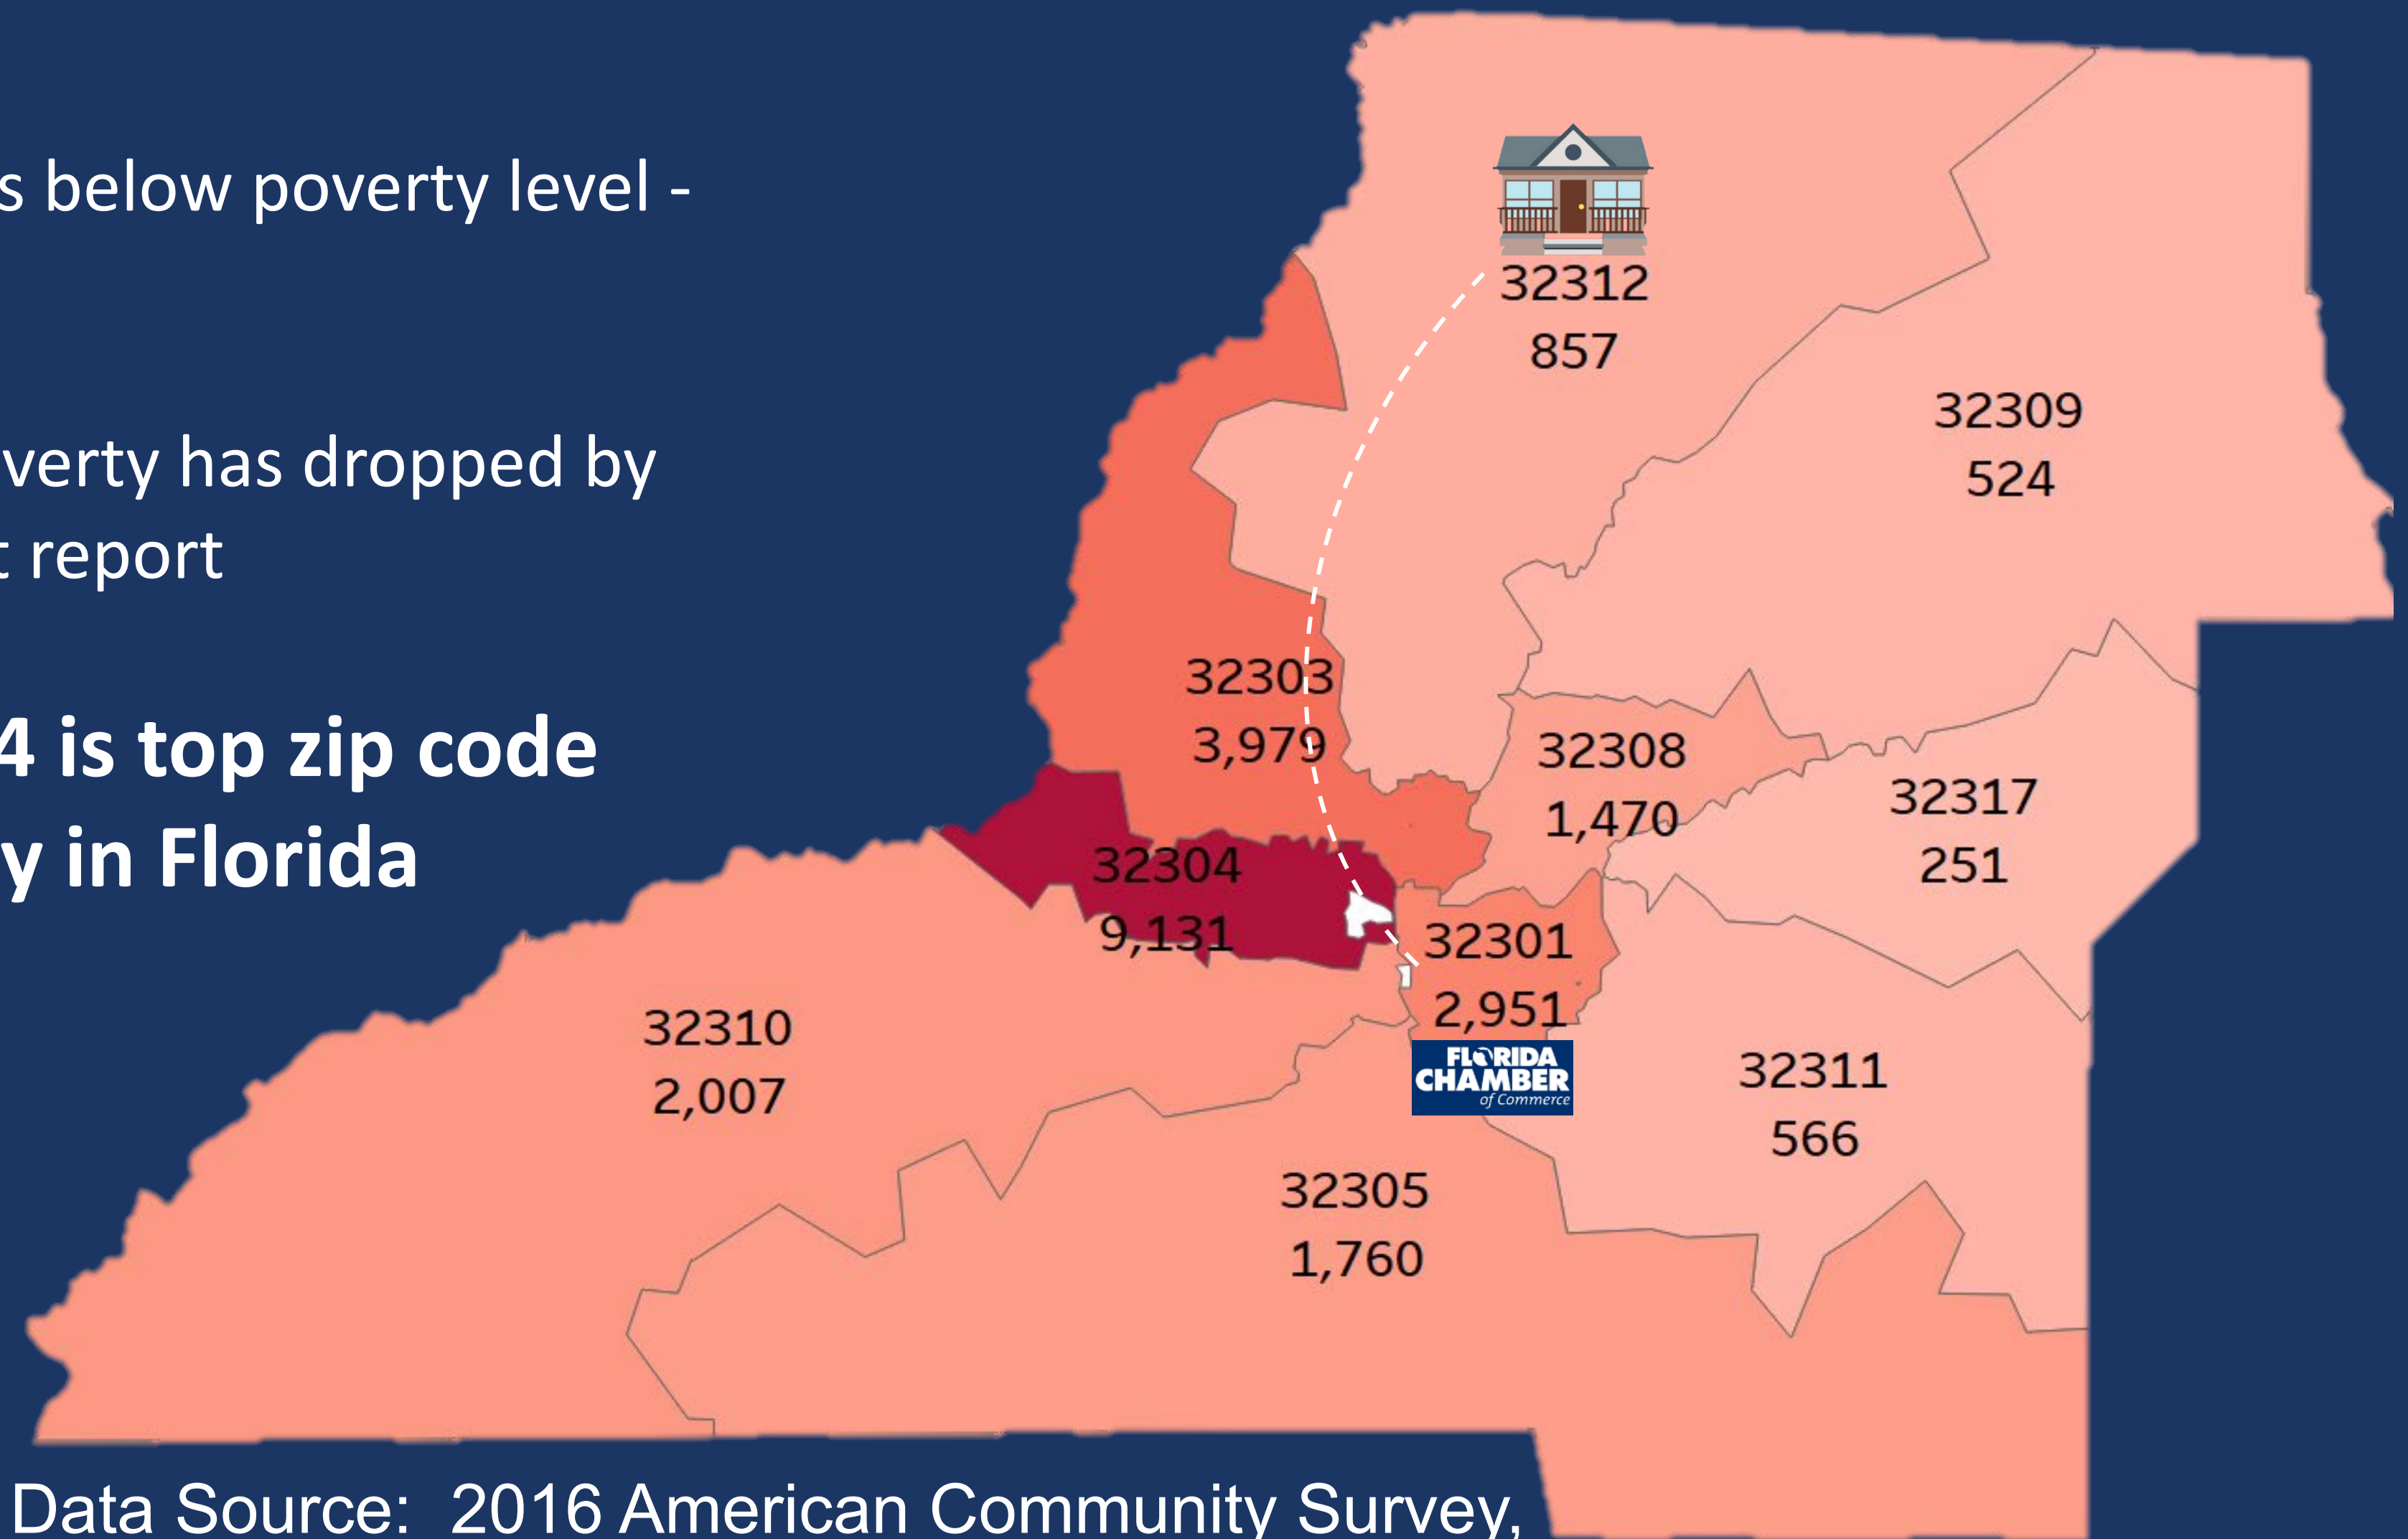 s below poverty level -
verty has dropped by
t report
4 is top zip code
y in Florida
32312
857
32309
524
32303
3,979
32308
1,470
32317
251
32304
9,131
32301
2,951
32310
2,007
FLORIDA
CHAMBER
of Commerce
32311
566
32305
1,760
Data Source: 2016 American Community Survey,